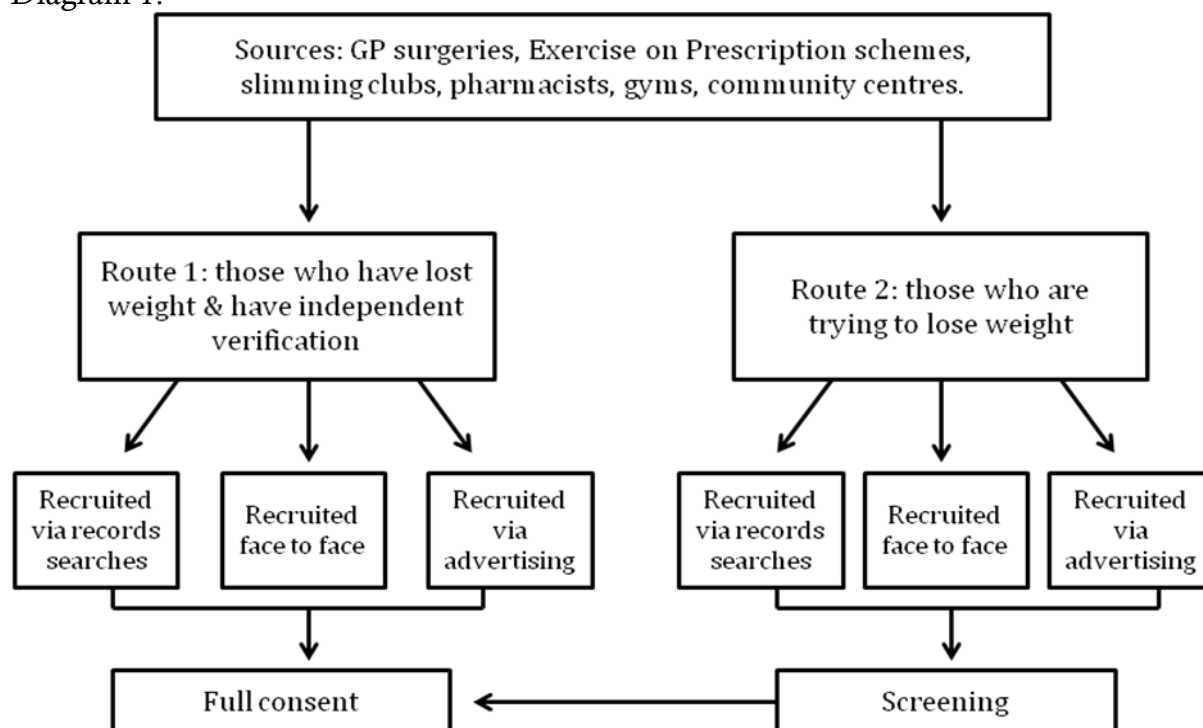 Diagram 1:
Sources: GP surgeries, Exercise on Prescription schemes,
slimming clubs, pharmacists, gyms, community centres.
Route 1: those who have lost
weight & have independent
verification
Route 2: those who are
trying to lose weight
Recruited
via records
searches
Recruited
face to face
Recruited
via
advertising
Recruited
via records
searches
Recruited
face to face
Recruited
via
advertising
Full consent
Screening